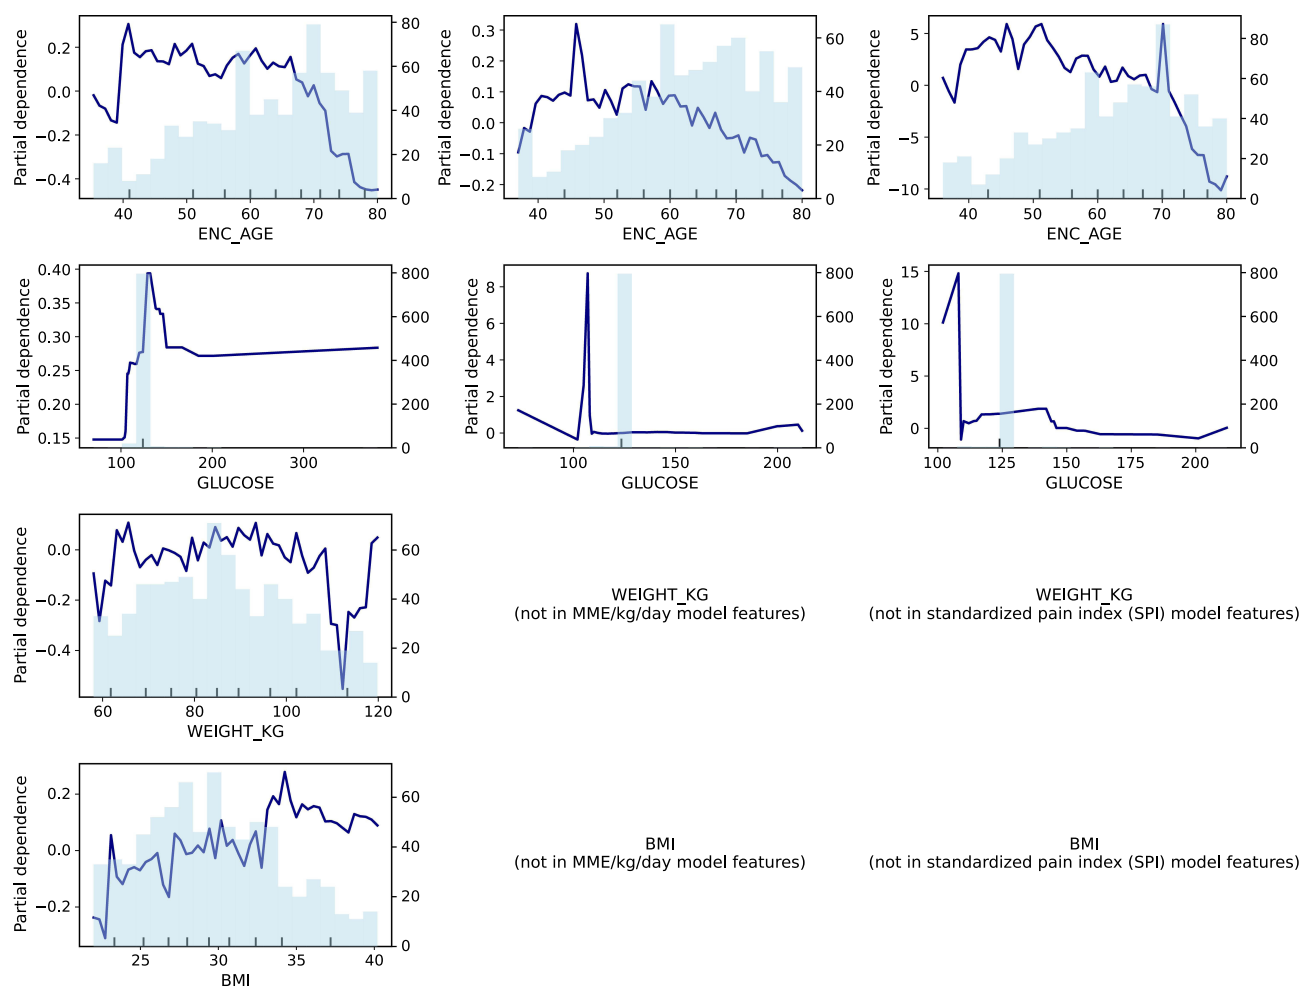 Partial dependence
0.2
0.0
−0.2
−0.4
80
60
40
20
0
40 50 60 70 80
ENC_AGE
Partial dependence
0.3
0.2
0.1
0.0
−0.1
−0.2
60
40
20
0
40 50 60 70 80
ENC_AGE
Partial dependence
5
0
−5
−10
80
60
40
20
0
40 50 60 70 80
ENC_AGE
Partial dependence
0.40
0.35
0.30
0.25
0.20
0.15
800
600
400
200
0
100 200 300
GLUCOSE
Partial dependence
8
6
4
2
0
800
600
400
200
0
100 150 200
GLUCOSE
Partial dependence
15
10
5
0
800
600
400
200
0
100 125 150 175 200
GLUCOSE
Partial dependence
0.0
−0.2
−0.4
60
40
20
0
60 80 100 120
WEIGHT_KG
WEIGHT_KG
(not in MME/kg/day model features)
WEIGHT_KG
(not in standardized pain index (SPI) model features)
Partial dependence
0.2
0.0
−0.2
60
40
20
0
25 30 35 40
BMI
BMI
(not in MME/kg/day model features)
BMI
(not in standardized pain index (SPI) model features)